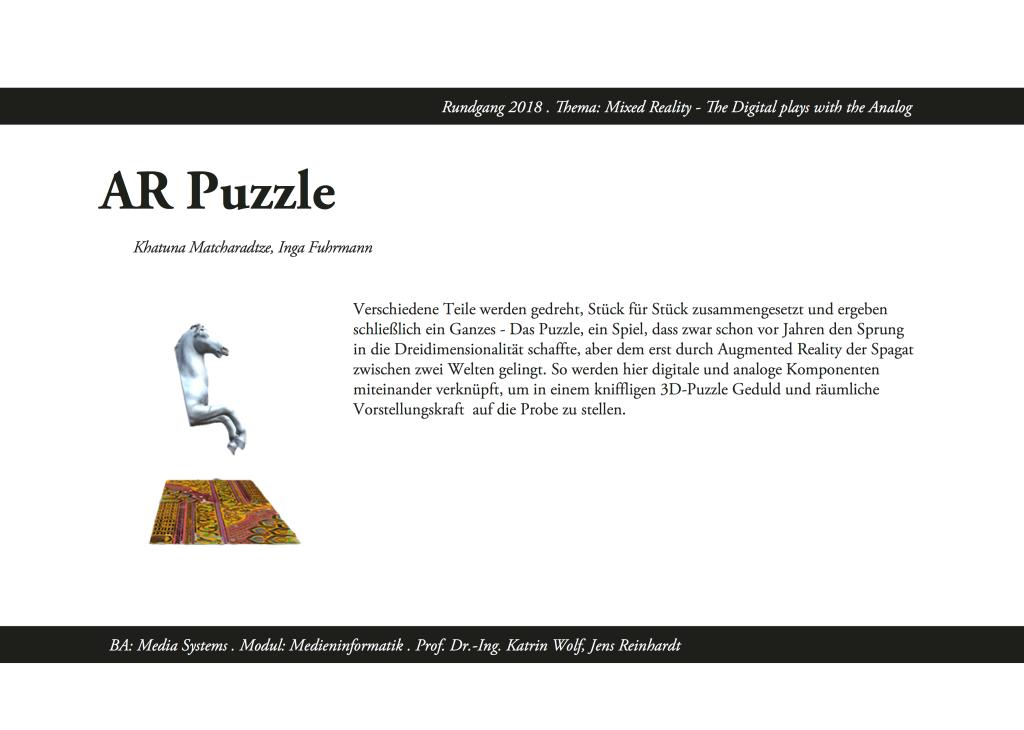 Rundgang 2018 . Thema: Mixed Reality - The Digital plays with the Analog
AR Puzzle
Khatuna Matcharadtze, Inga Fuhrmann
Verschiedene Teile werden gedreht, Stück für Stück zusammengesetzt und ergeben
schließlich ein Ganzes - Das Puzzle, ein Spiel, dass zwar schon vor Jahren den Sprung
in die Dreidimensionalität schaffte, aber dem erst durch Augmented Reality der Spagat
zwischen zwei Welten gelingt. So werden hier digitale und analoge Komponenten
miteinander verknüpft, um in einem kniffligen 3D-Puzzle Geduld und räumliche
Vorstellungskraft  auf die Probe zu stellen.
BA: Media Systems . Modul: Medieninformatik . Prof. Dr.-Ing. Katrin Wolf, Jens Reinhardt